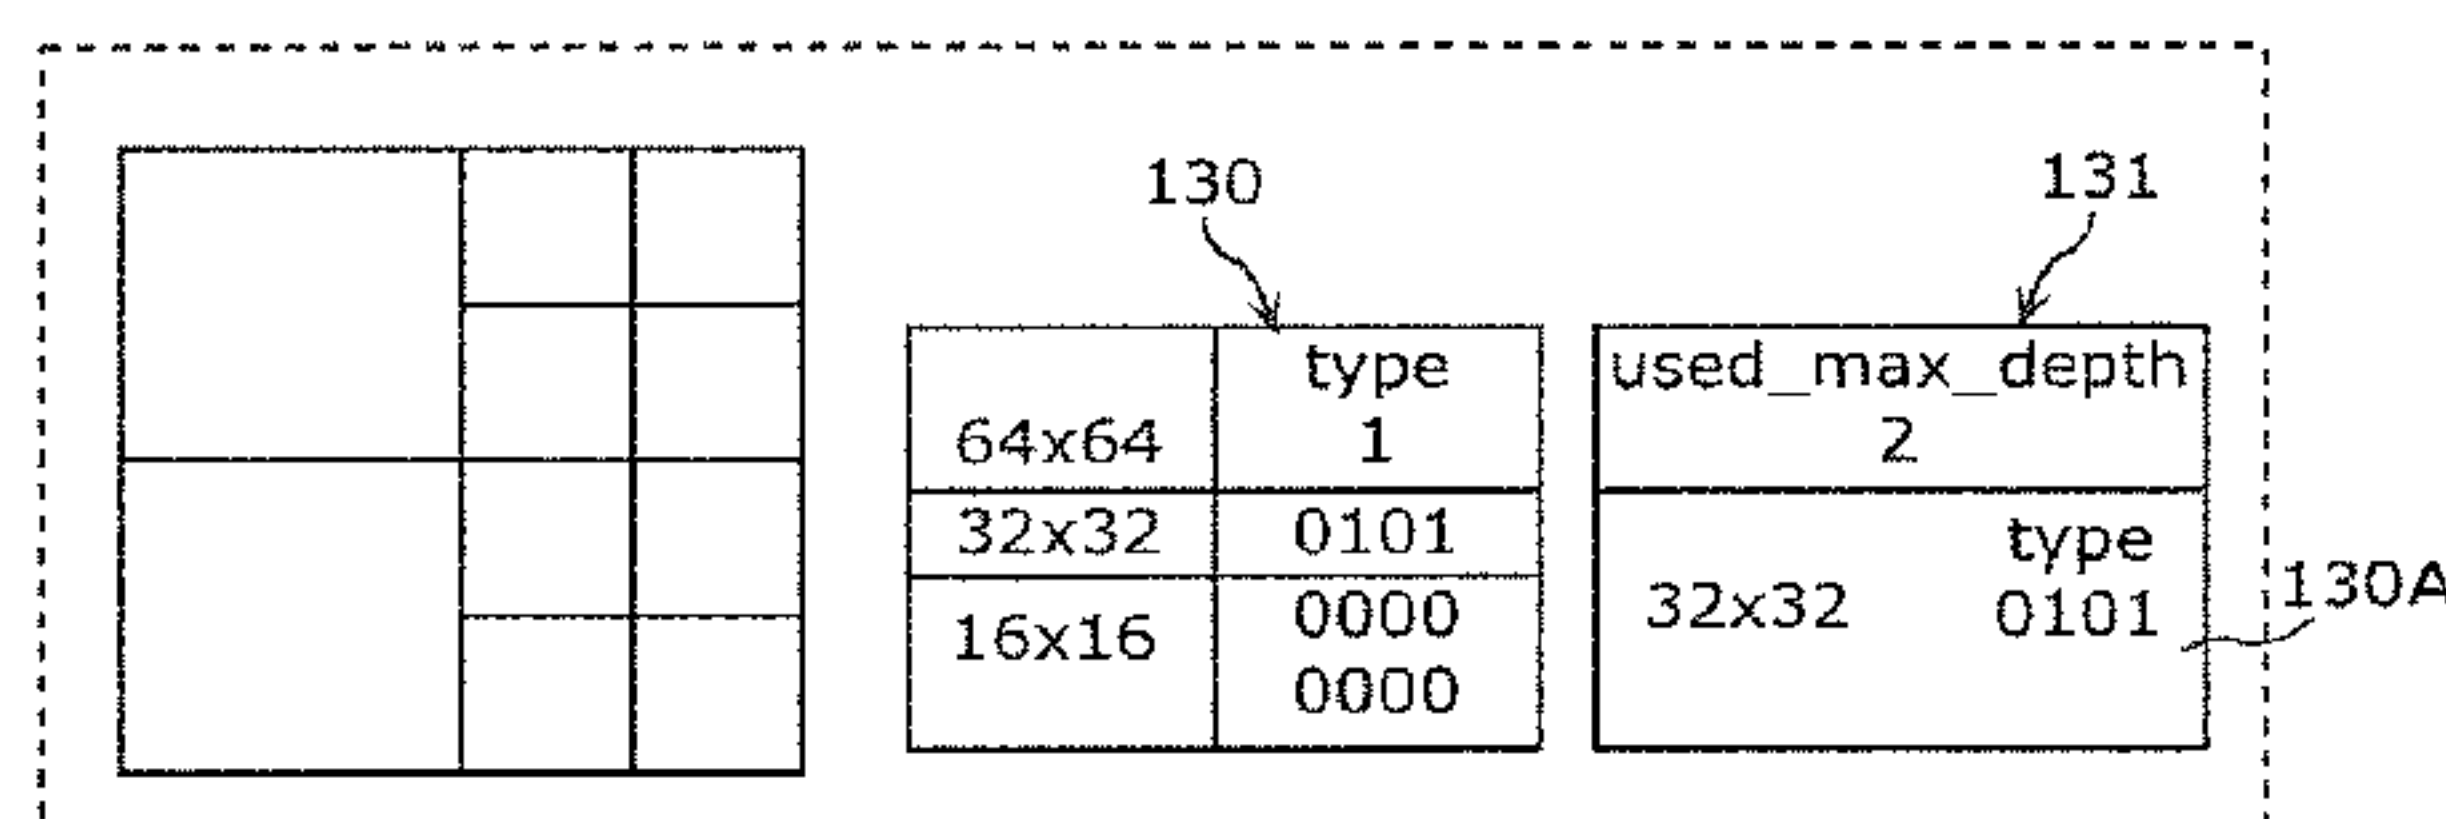 130
131
type
64x64 1
32x32 0101
16x16 0000
0000
used_max_depth
2
type
32x32 0101
130A